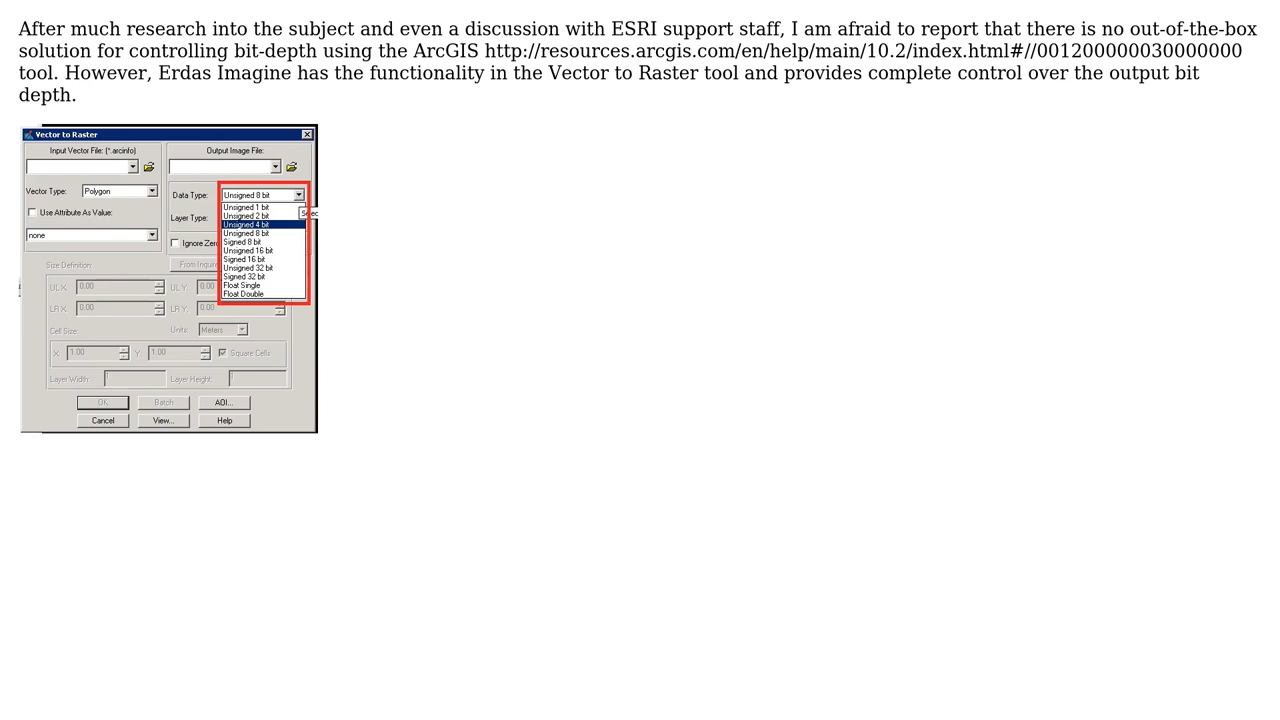 After much research into the subject and even a discussion with ESRI support staff, I am afraid to report that there is no out-of-the-box
solution for controlling bit-depth using the ArcGIS http://resources.arcgis.com/en/help/main/10.2/index.html#//001200000030000000
tool. However, Erdas Imagine has the functionality in the Vector to Raster tool and provides complete control over the output bit
depth.
Vector to Raster
Input Vector File: (*.arcinfo)
Output Image File:
Vector Type: Polygon
Use Attribute As Value:
none
Data Type: Unsigned 8 bit
Unsigned 1 bit
Unsigned 2 bit
Unsigned 4 bit
Unsigned 8 bit
Signed 8 bit
Unsigned 16 bit
Signed 16 bit
Unsigned 32 bit
Signed 32 bit
Float Single
Float Double
Selec
Layer Type:
Ignore Zero
Size Definition:
From Inquire
UL X: 0.00 UL Y: 0.00
LR X: 0.00 LR Y: 0.00
Cell Size: Units: Meters
X: 1.00 Y: 1.00 Square Cells
Layer Width: Layer Height:
OK Batch AOI...
Cancel View... Help